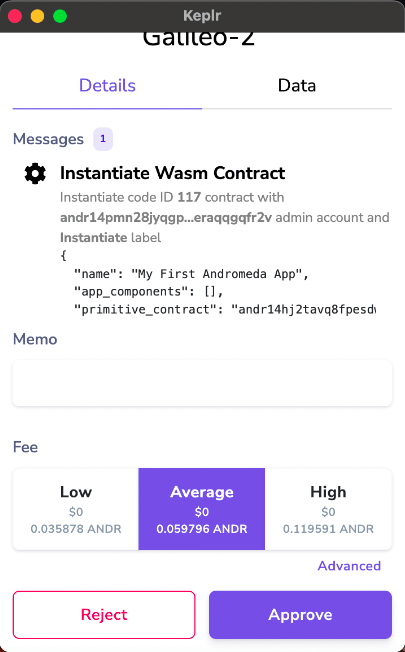 Keplr
Galileo-2
Details
Data
Messages 1
Instantiate Wasm Contract
Instantiate code ID 117 contract with
andr14pmn28jyqgp...eraqqgqfr2v admin account and
Instantiate label
{
"name": "My First Andromeda App",
"app_components": [],
"primitive_contract": "andr14hj2tavq8fpesdw
Memo
Fee
Low
$0
0.035878 ANDR
Average
$0
0.059796 ANDR
High
$0
0.119591 ANDR
Advanced
Reject
Approve